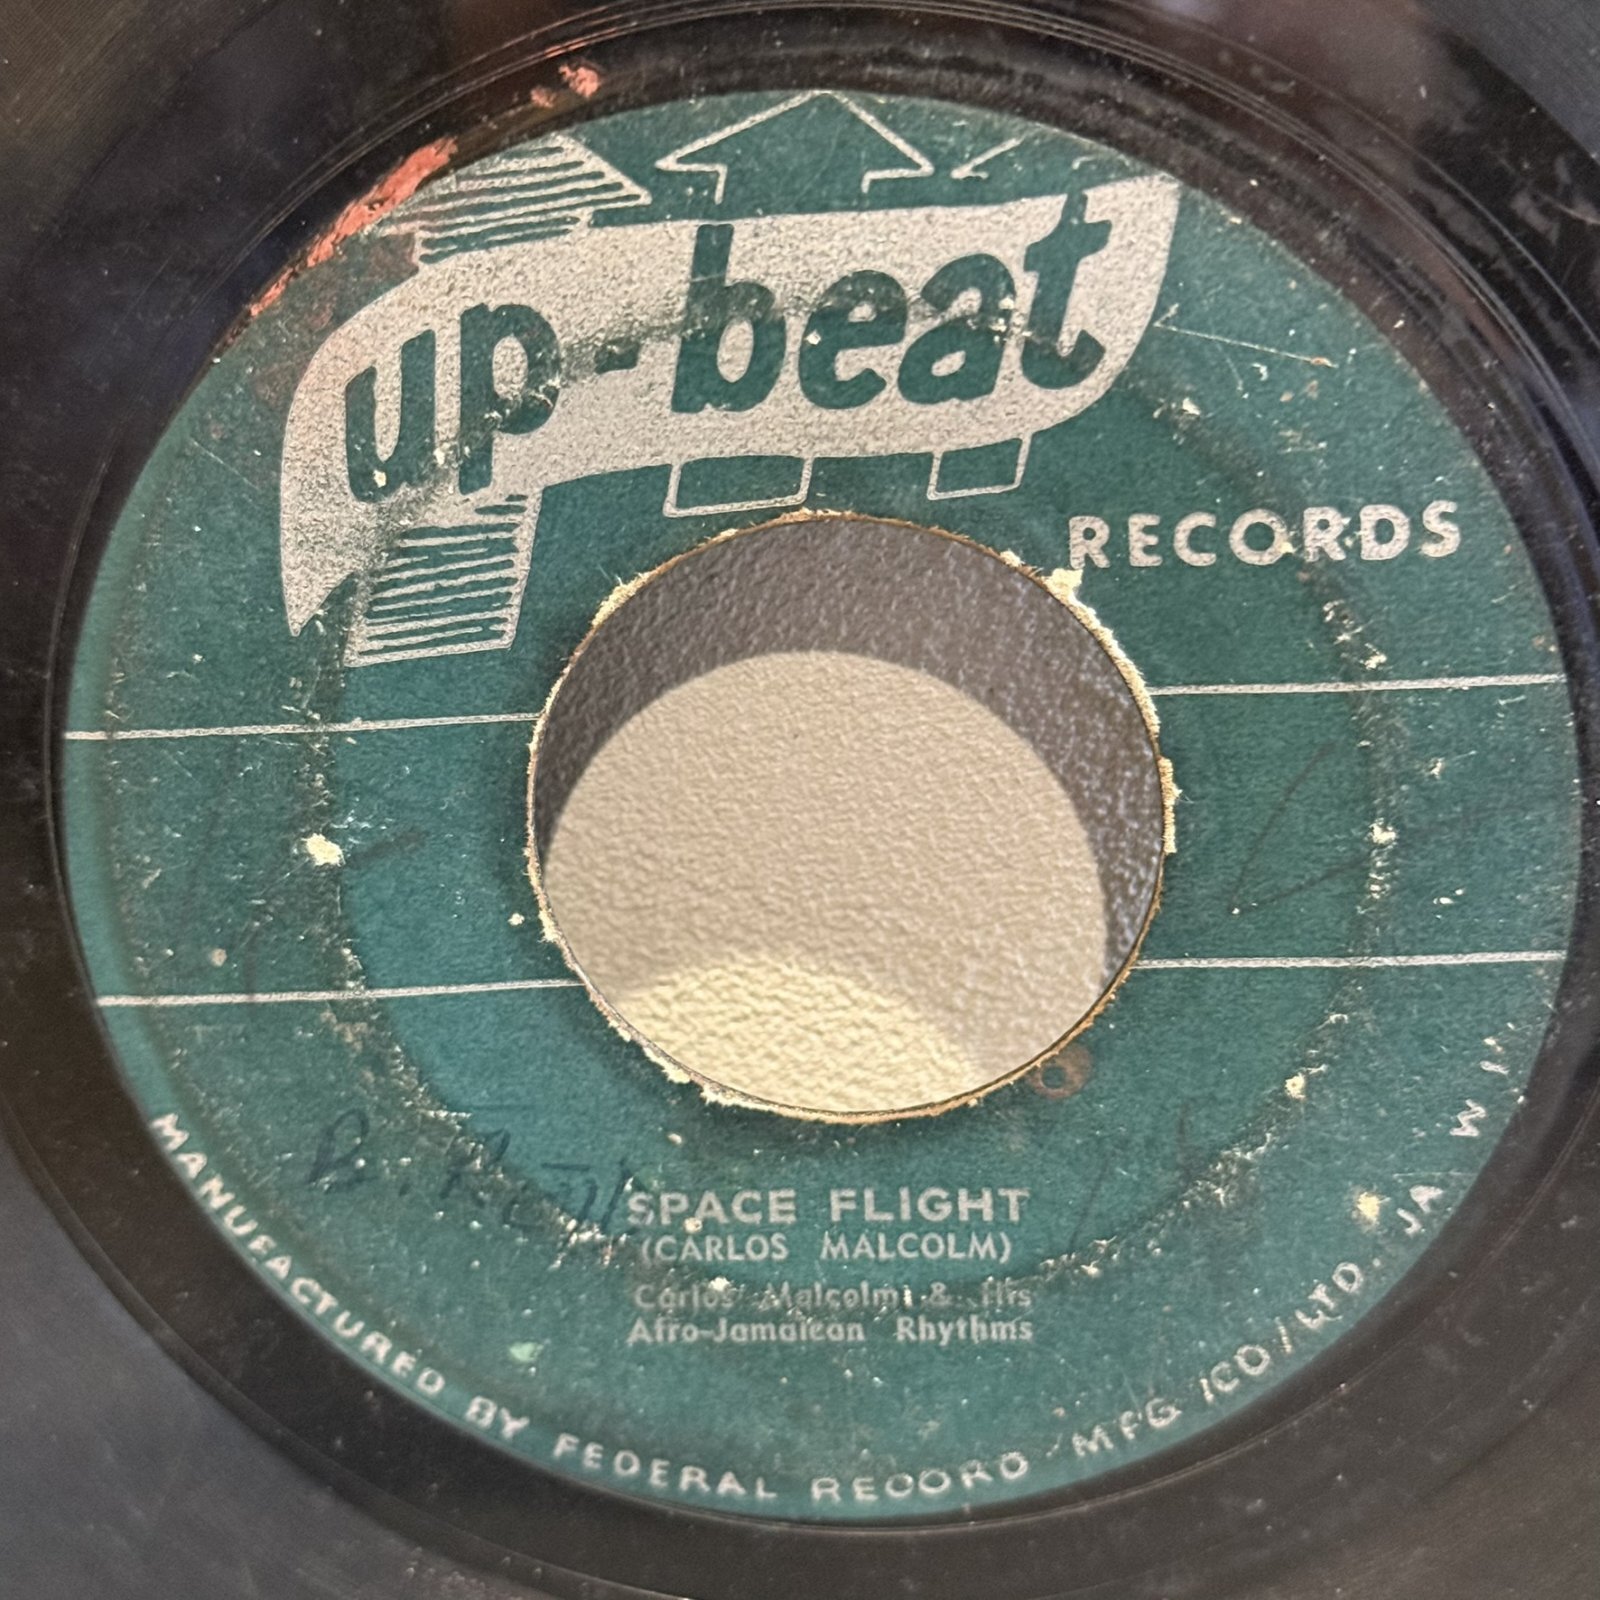 up-beat
RECORDS
SPACE FLIGHT
(CARLOS MALCOLM)
Carlos Malcolm & His
Afro-Jamaican Rhythms
MANUFACTURED BY FEDERAL RECORD MFG /CO/LTD. JA W II